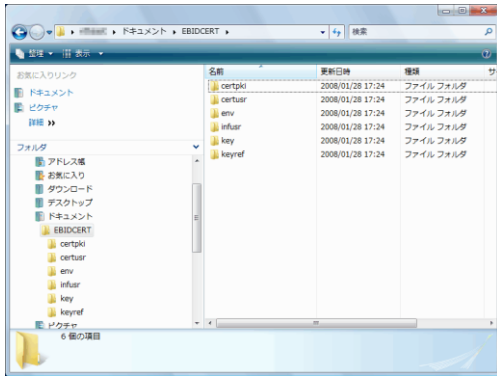 ドキュメント ▸ EBIDCERT ▸
検索
整理 表示
お気に入りリンク
ドキュメント
ピクチャ
詳細 »
フォルダ
アドレス帳
お気に入り
ダウンロード
デスクトップ
ドキュメント
EBIDCERT
certpki
certusr
env
infusr
key
keyref
ピクチャ
名前 更新日時 種類 サ
certpki 2008/01/28 17:24 ファイル フォルダ
certusr 2008/01/28 17:24 ファイル フォルダ
env 2008/01/28 17:24 ファイル フォルダ
infusr 2008/01/28 17:24 ファイル フォルダ
key 2008/01/28 17:24 ファイル フォルダ
keyref 2008/01/28 17:24 ファイル フォルダ
6 個の項目